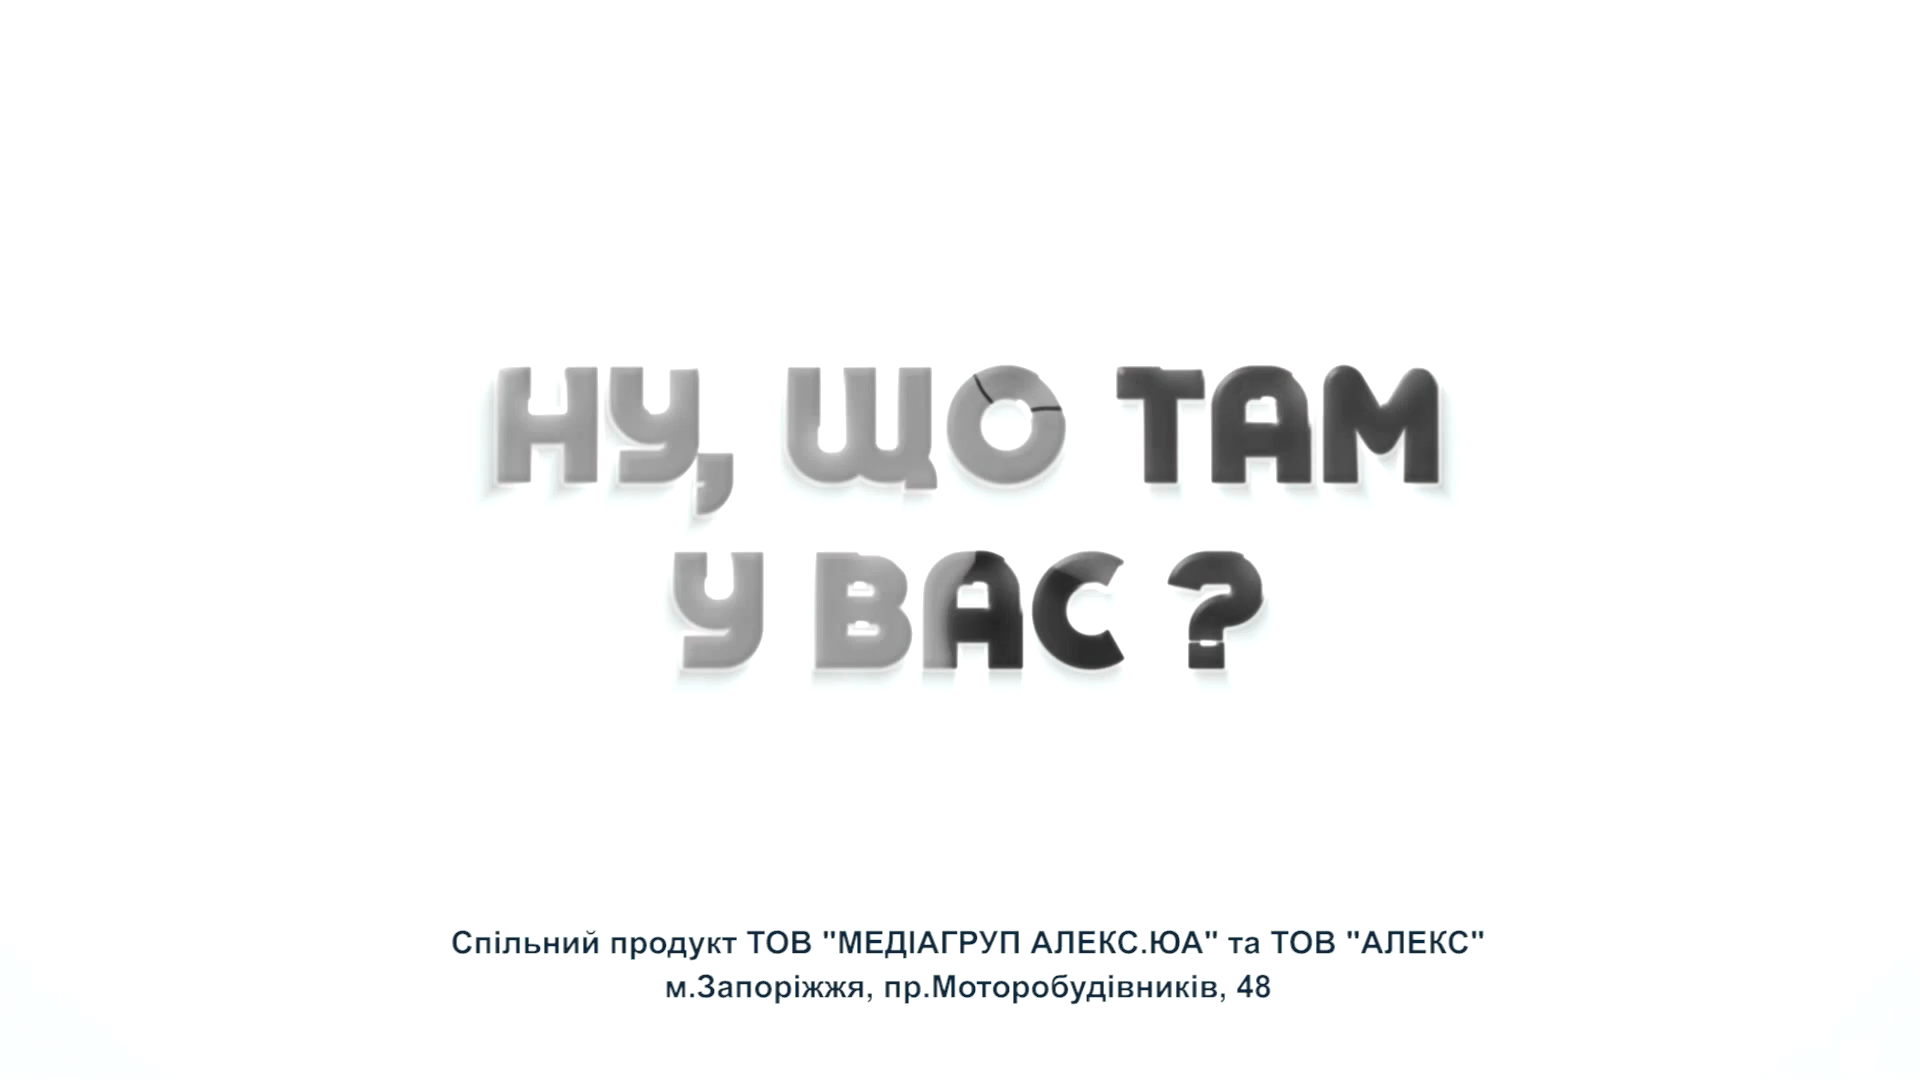 НУ, ЩО ТАМ
У ВАС ?
Спільний продукт ТОВ "МЕДІАГРУП АЛЕКС.ЮА" та ТОВ "АЛЕКС"
м.Запоріжжя, пр.Моторобудівників, 48